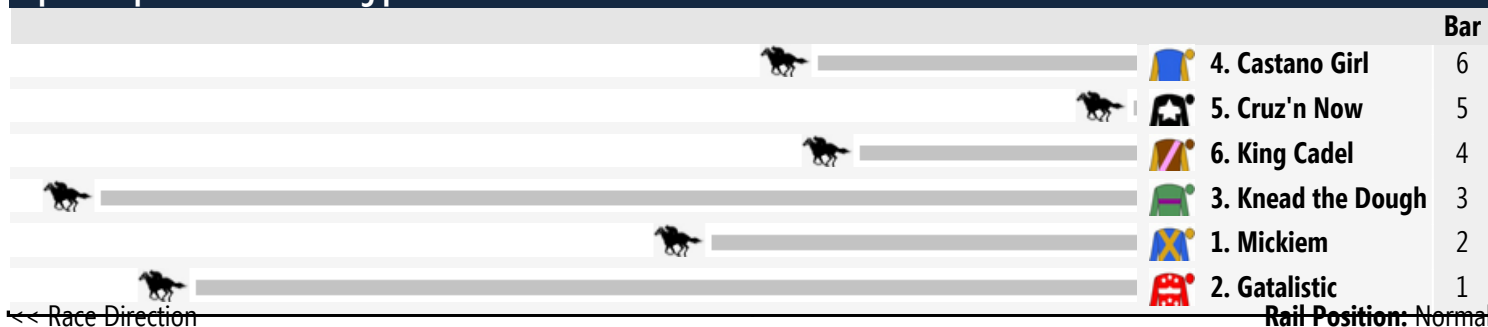 Bar
4. Castano Girl 6
5. Cruz'n Now 5
6. King Cadel 4
3. Knead the Dough 3
1. Mickiem 2
2. Gatalistic 1
<< Race Direction Rail Position: Normal